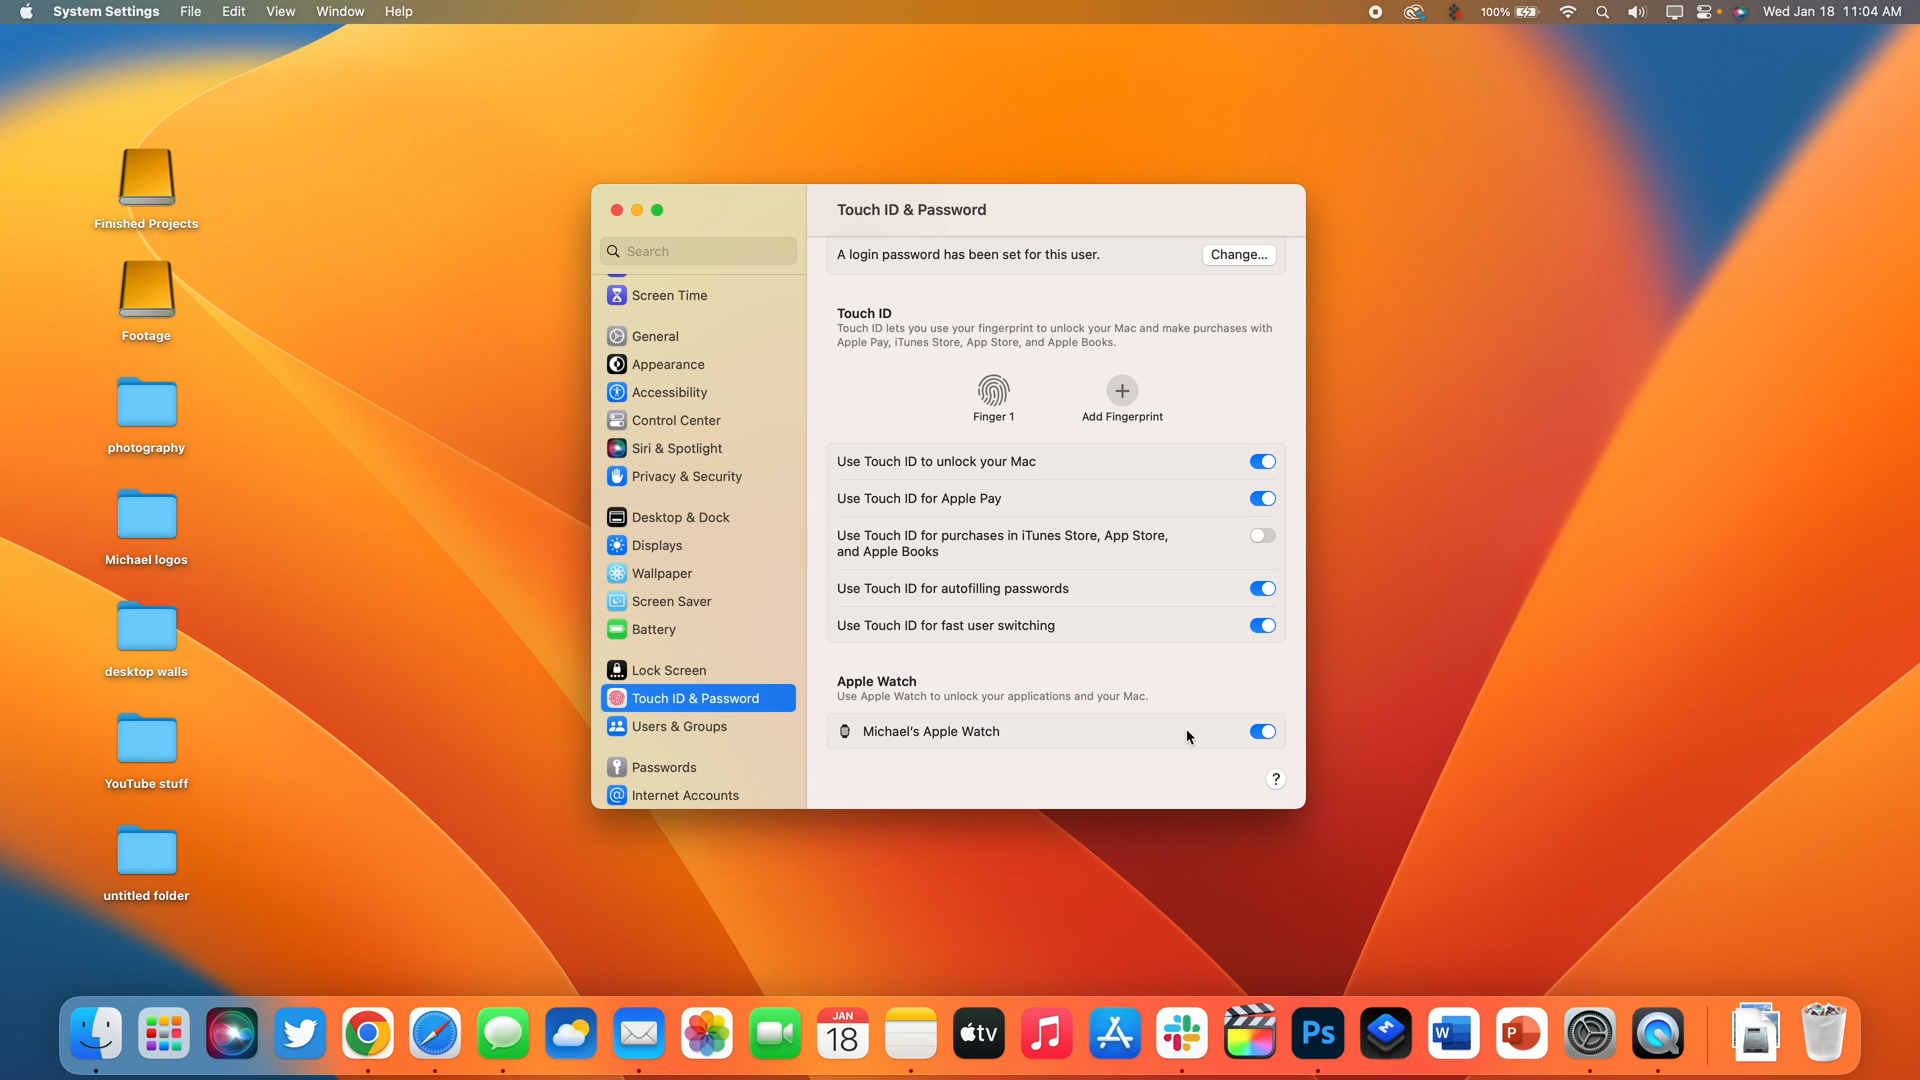 System Settings File Edit View Window Help 100% Wed Jan 18 11:04 AM
Finished Projects
Footage
photography
Michael logos
desktop walls
YouTube stuff
untitled folder
Search
Screen Time
General
Appearance
Accessibility
Control Center
Siri & Spotlight
Privacy & Security
Desktop & Dock
Displays
Wallpaper
Screen Saver
Battery
Lock Screen
Touch ID & Password
Users & Groups
Passwords
@ Internet Accounts
Touch ID & Password
A login password has been set for this user. Change...
Touch ID
Touch ID lets you use your fingerprint to unlock your Mac and make purchases with
Apple Pay, iTunes Store, App Store, and Apple Books.
Finger 1 Add Fingerprint
Use Touch ID to unlock your Mac
Use Touch ID for Apple Pay
Use Touch ID for purchases in iTunes Store, App Store,
and Apple Books
Use Touch ID for autofilling passwords
Use Touch ID for fast user switching
Apple Watch
Use Apple Watch to unlock your applications and your Mac.
Michael's Apple Watch
?
JAN
18
tv
Ps
W
P